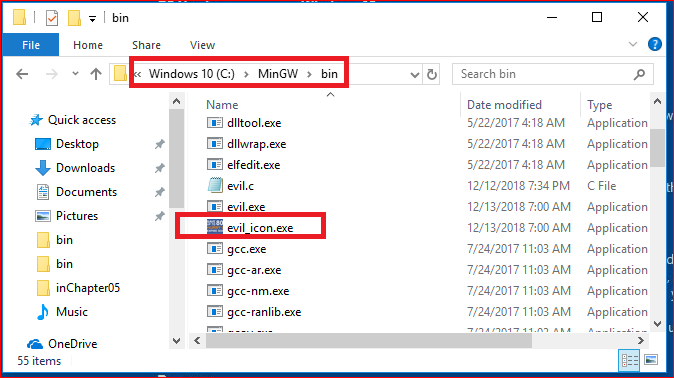 bin
File
Home
Share
View
« Windows 10 (C:) > MinGW > bin
Search bin
Name
Date modified
Type
Quick access
Desktop
Downloads
Documents
Pictures
bin
bin
inChapter05
Music
OneDrive
dlltool.exe 5/22/2017 4:18 AM Application
dllwrap.exe 5/22/2017 4:18 AM Application
elfedit.exe 5/22/2017 4:18 AM Application
evil.c 12/12/2018 7:34 PM C File
evil.exe 12/13/2018 7:00 AM Application
evil_icon.exe 12/13/2018 7:00 AM Application
gcc.exe 7/24/2017 11:03 AM Application
gcc-ar.exe 7/24/2017 11:03 AM Application
gcc-nm.exe 7/24/2017 11:03 AM Application
gcc-ranlib.exe 7/24/2017 11:03 AM Application
55 items